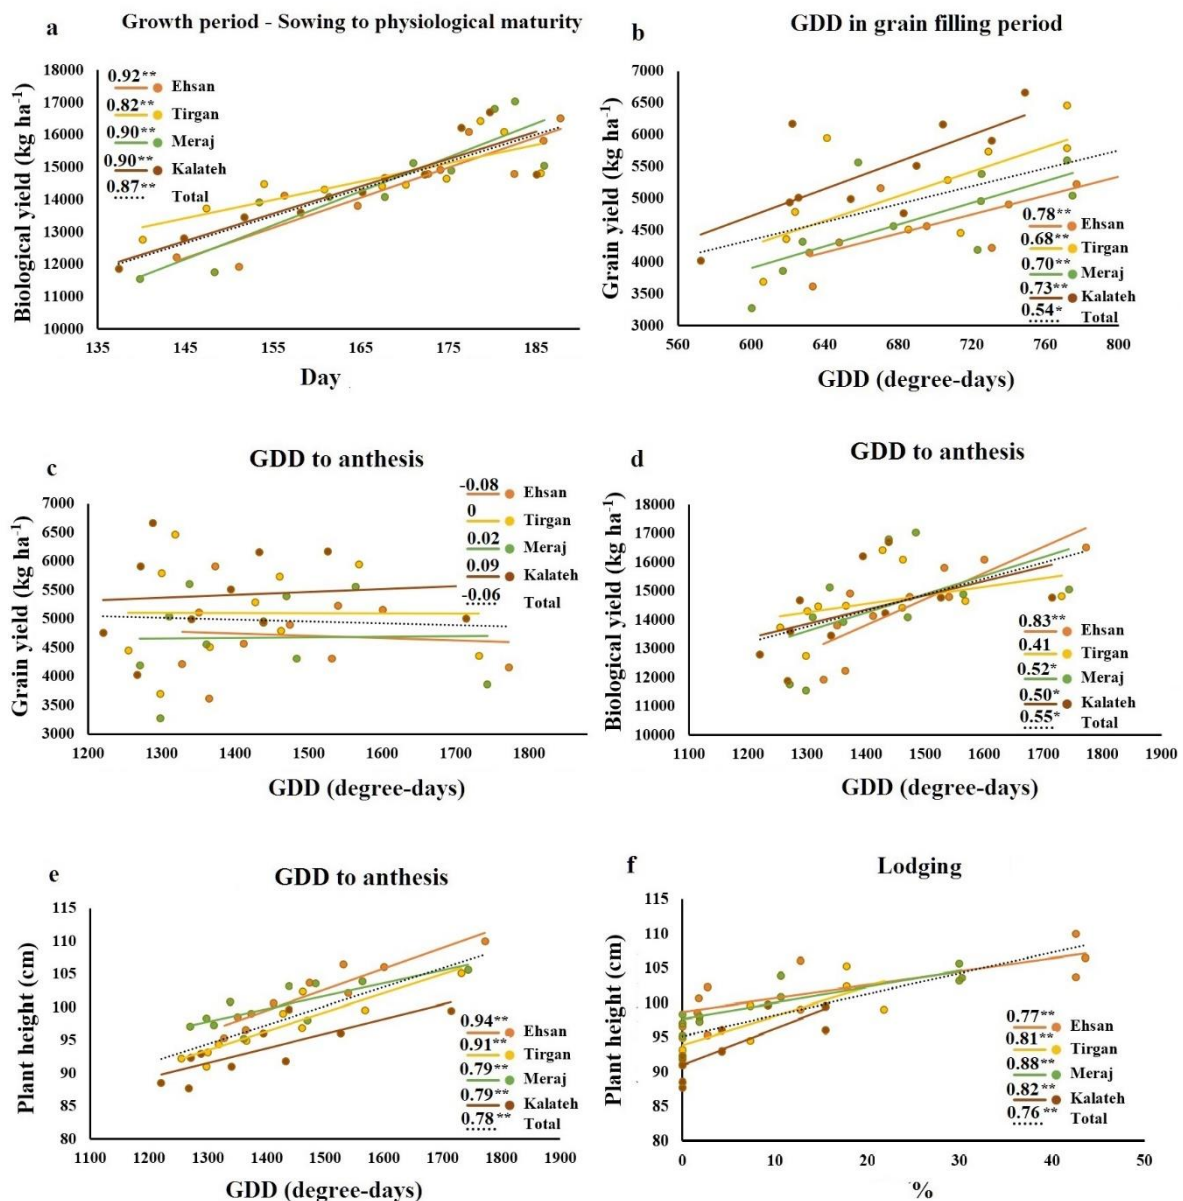 a Growth period - Sowing to physiological maturity
Biological yield (kg ha⁻¹)
18000
17000
16000
15000
14000
13000
12000
11000
10000
0.92** Ehsan
0.82** Tirgan
0.90** Meraj
0.90** Kalateh
0.87** Total
135 145 155 165 175 185
Day
b GDD in grain filling period
Grain yield (kg ha⁻¹)
7000
6500
6000
5500
5000
4500
4000
3500
3000
0.78** Ehsan
0.68** Tirgan
0.70** Meraj
0.73** Kalateh
0.54* Total
560 600 640 680 720 760 800
GDD (degree-days)
c GDD to anthesis
Grain yield (kg ha⁻¹)
7000
6500
6000
5500
5000
4500
4000
3500
3000
-0.08 Ehsan
0 Tirgan
0.02 Meraj
0.09 Kalateh
-0.06 Total
1200 1300 1400 1500 1600 1700 1800
GDD (degree-days)
d GDD to anthesis
Biological yield (kg ha⁻¹)
18000
17000
16000
15000
14000
13000
12000
11000
10000
0.83** Ehsan
0.41 Tirgan
0.52* Meraj
0.50* Kalateh
0.55* Total
1100 1200 1300 1400 1500 1600 1700 1800 1900
GDD (degree-days)
e GDD to anthesis
Plant height (cm)
115
110
105
100
95
90
85
80
0.94** Ehsan
0.91** Tirgan
0.79** Meraj
0.79** Kalateh
0.78** Total
1100 1200 1300 1400 1500 1600 1700 1800 1900
GDD (degree-days)
f Lodging
Plant height (cm)
115
110
105
100
95
90
85
80
0.77** Ehsan
0.81** Tirgan
0.88** Meraj
0.82** Kalateh
0.76** Total
0 10 20 30 40 50
%